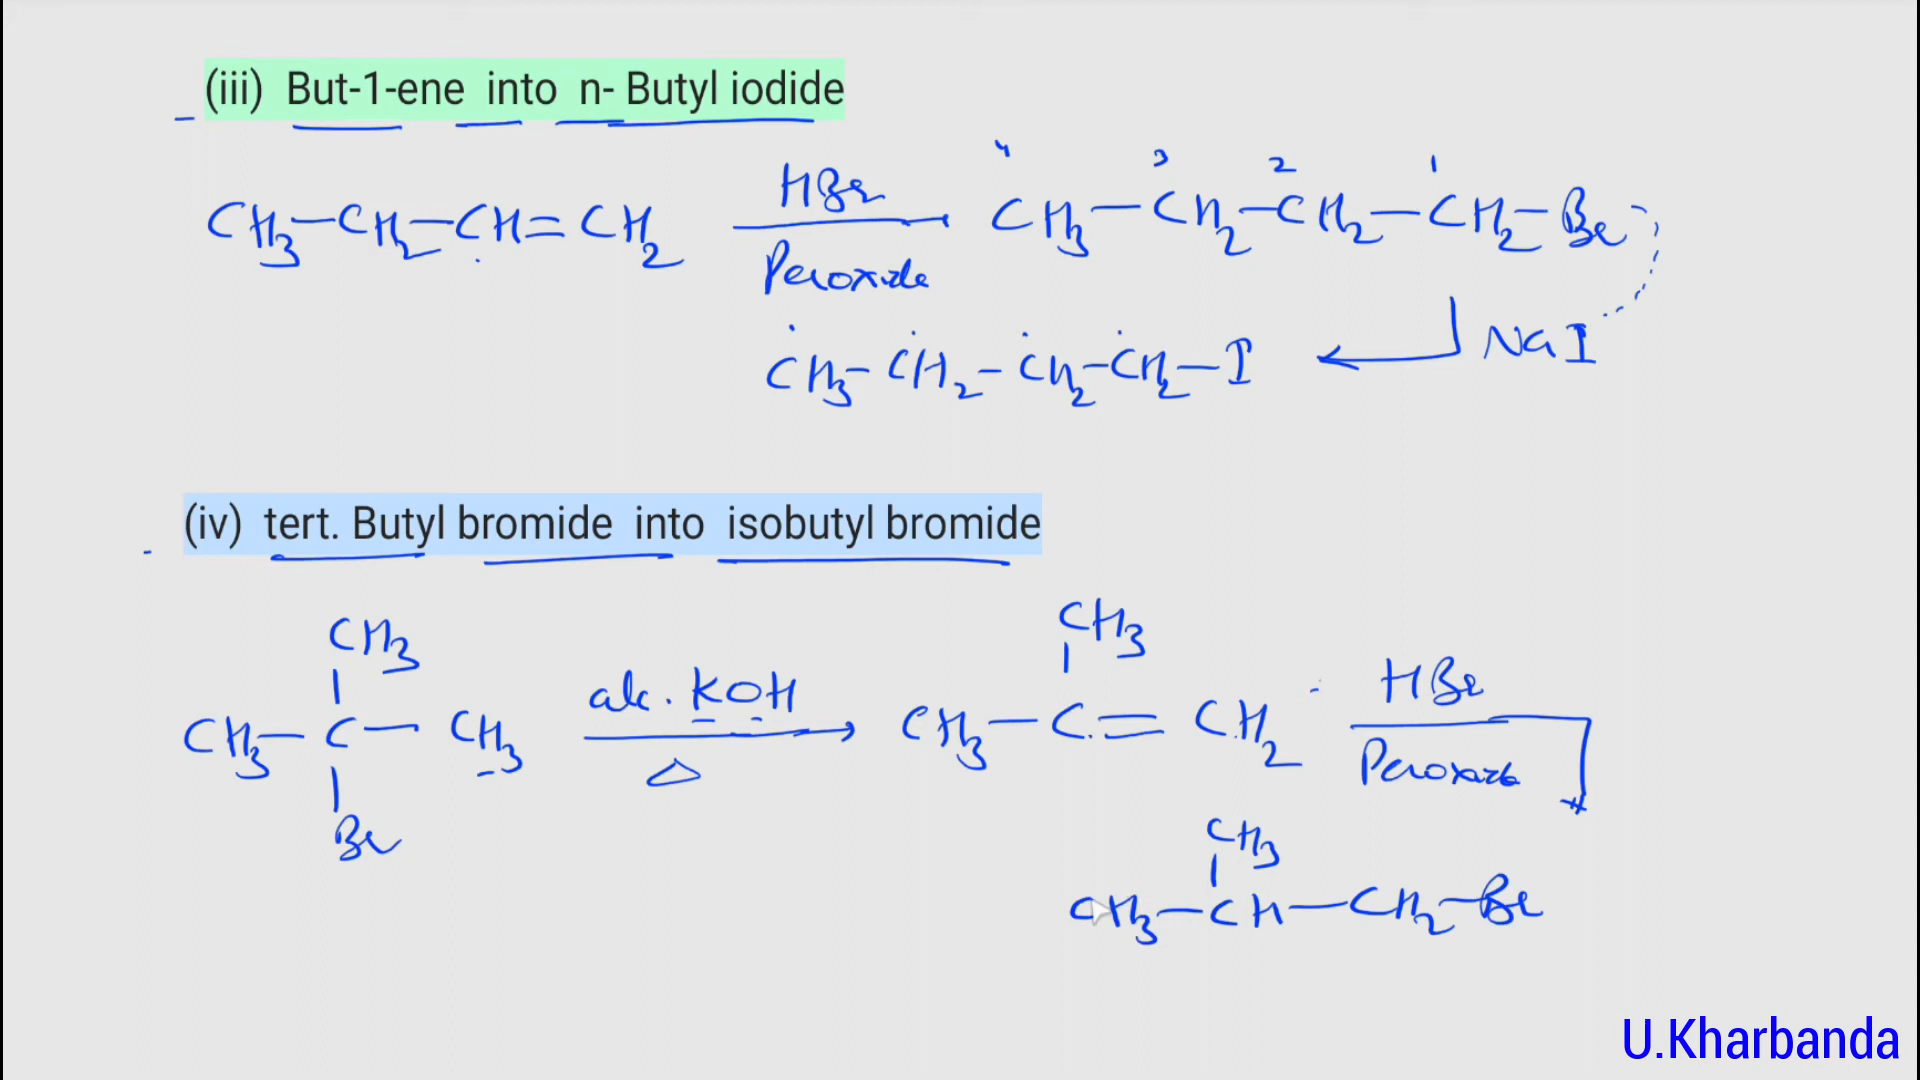 (iii) But-1-ene into n- Butyl iodide
4 3 2 1
CH3-CH2-CH=CH2 HBr Peroxide CH3-CH2-CH2-CH2-Br
NaI
CH3-CH2-CH2-CH2-I
(iv) tert. Butyl bromide into isobutyl bromide
CH3
CH3-C-CH3
Br
alc. KOH
Δ
CH3
CH3-C=CH2
HBr
Peroxide
CH3
CH3-CH-CH2-Br
U.Kharbanda